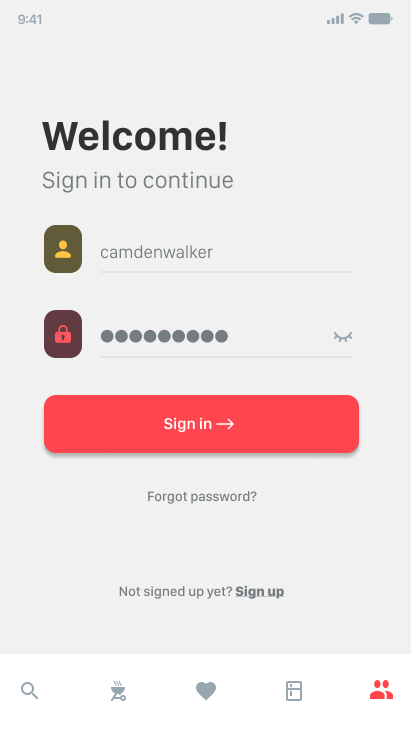 9:41
Welcome!
Sign in to continue
camdenwalker
●●●●●●●●●
Sign in →
Forgot password?
Not signed up yet? Sign up